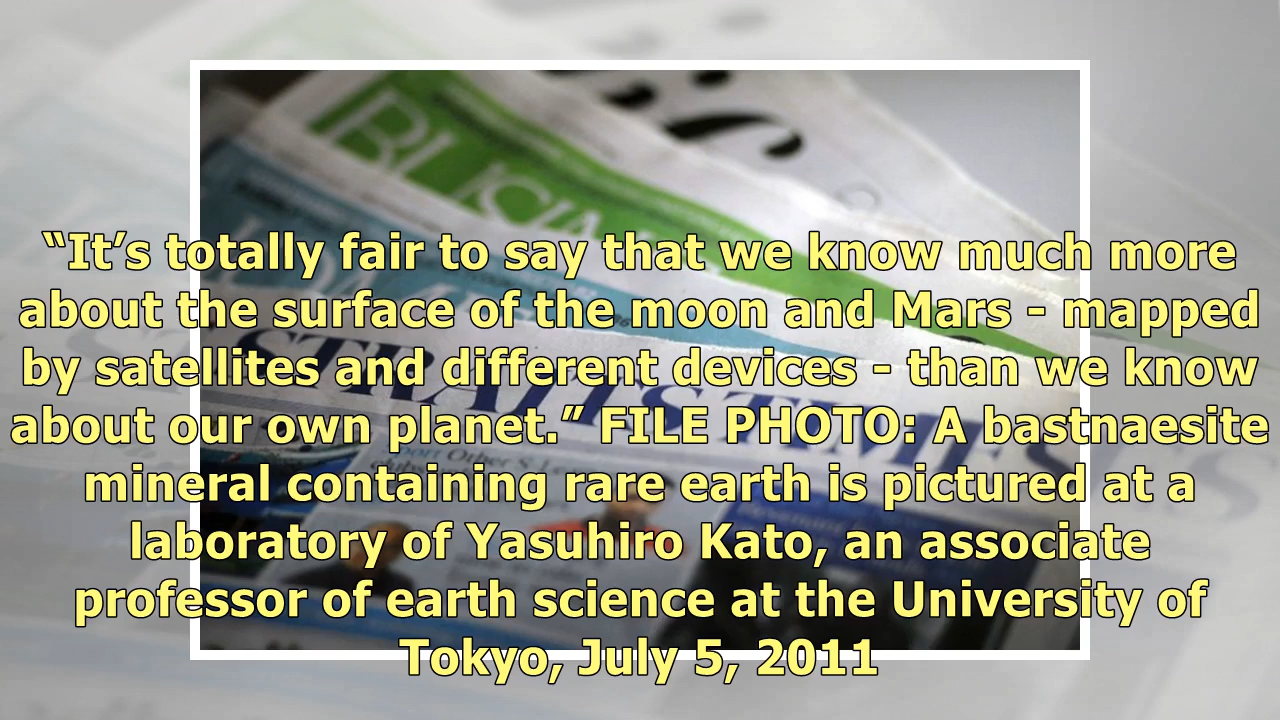 BUSINESS
“It’s totally fair to say that we know much more
about the surface of the moon and Mars - mapped
by satellites and different devices - than we know
about our own planet.” FILE PHOTO: A bastnaesite
mineral containing rare earth is pictured at a
laboratory of Yasuhiro Kato, an associate
professor of earth science at the University of
Tokyo, July 5, 2011
STRAITS TIMES